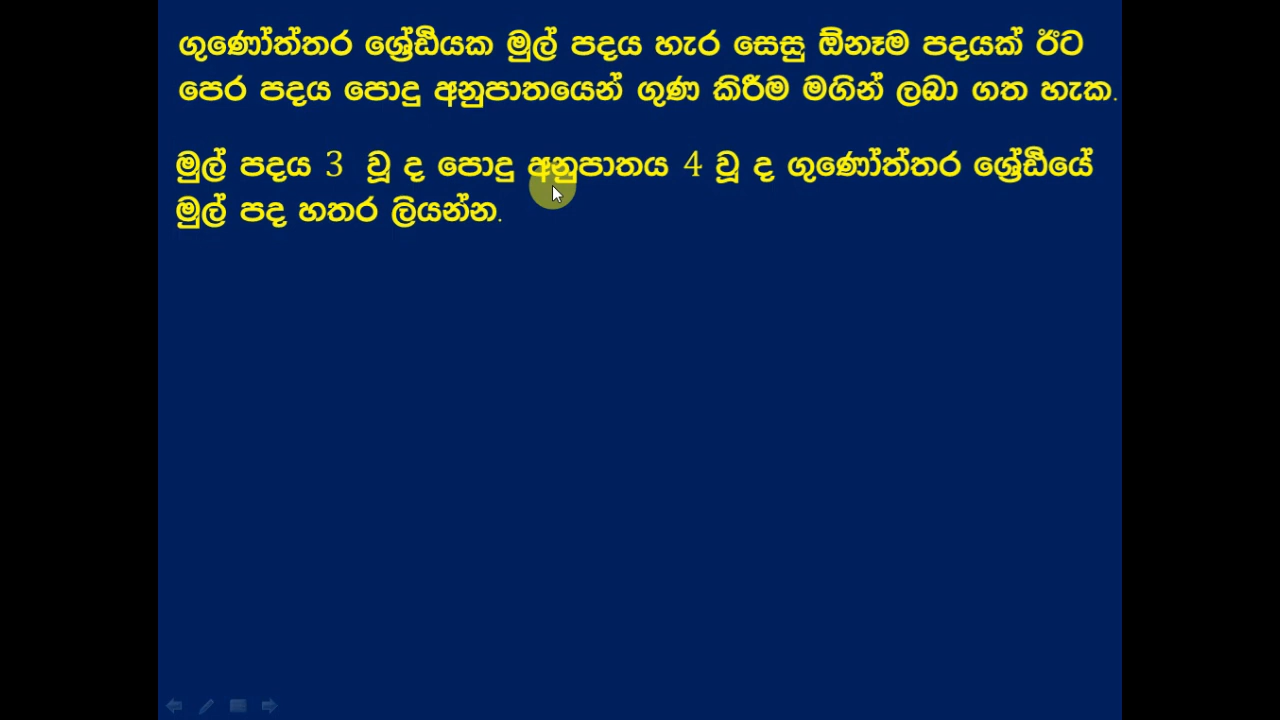 ගුණෝත්තර ශ්‍රේඪියක මුල් පදය හැර සෙසු ඕනෑම පදයක් ඊට
පෙර පදය පොදු අනුපාතයෙන් ගුණ කිරීම මගින් ලබා ගත හැක.
මුල් පදය 3 වූ ද පොදු අනුපාතය 4 වූ ද ගුණෝත්තර ශ්‍රේඪියේ
මුල් පද හතර ලියන්න.